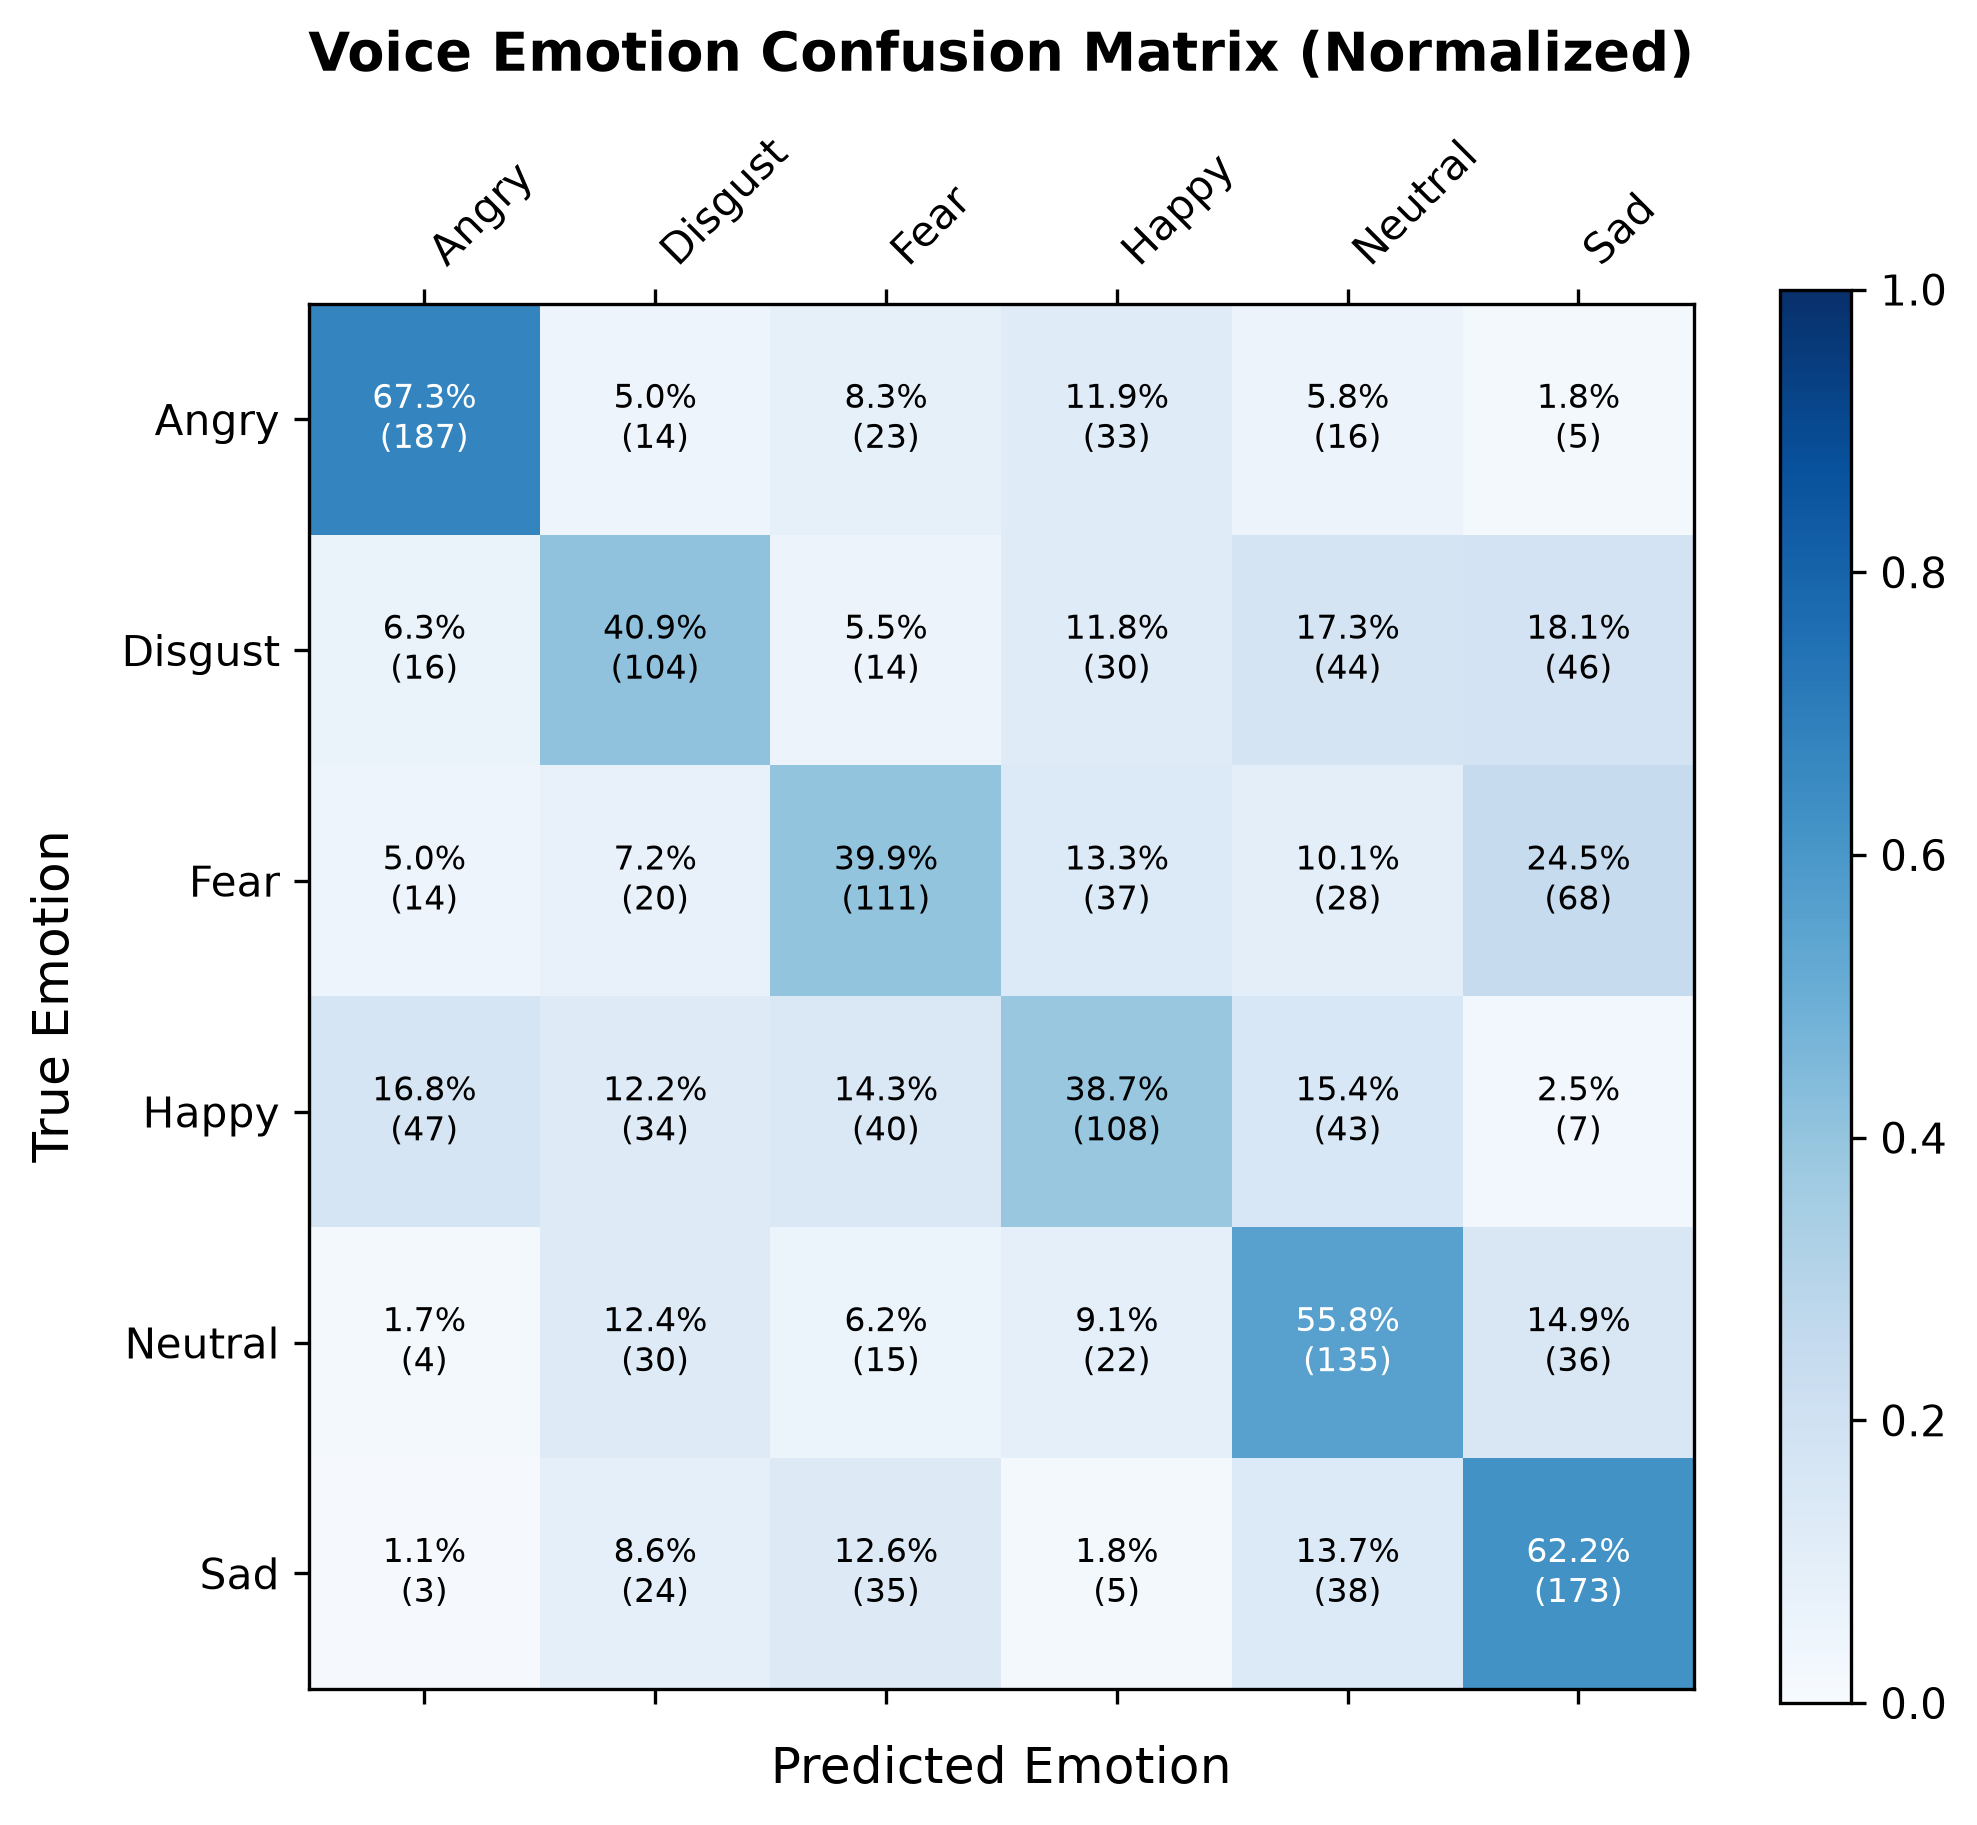 Voice Emotion Confusion Matrix (Normalized)
Angry
Disgust
Fear
Happy
Neutral
Sad
1.0
0.8
0.6
0.4
0.2
0.0
True Emotion
Angry
67.3% 5.0% 8.3% 11.9% 5.8% 1.8%
(187) (14) (23) (33) (16) (5)
Disgust
6.3% 40.9% 5.5% 11.8% 17.3% 18.1%
(16) (104) (14) (30) (44) (46)
Fear
5.0% 7.2% 39.9% 13.3% 10.1% 24.5%
(14) (20) (111) (37) (28) (68)
Happy
16.8% 12.2% 14.3% 38.7% 15.4% 2.5%
(47) (34) (40) (108) (43) (7)
Neutral
1.7% 12.4% 6.2% 9.1% 55.8% 14.9%
(4) (30) (15) (22) (135) (36)
Sad
1.1% 8.6% 12.6% 1.8% 13.7% 62.2%
(3) (24) (35) (5) (38) (173)
Predicted Emotion